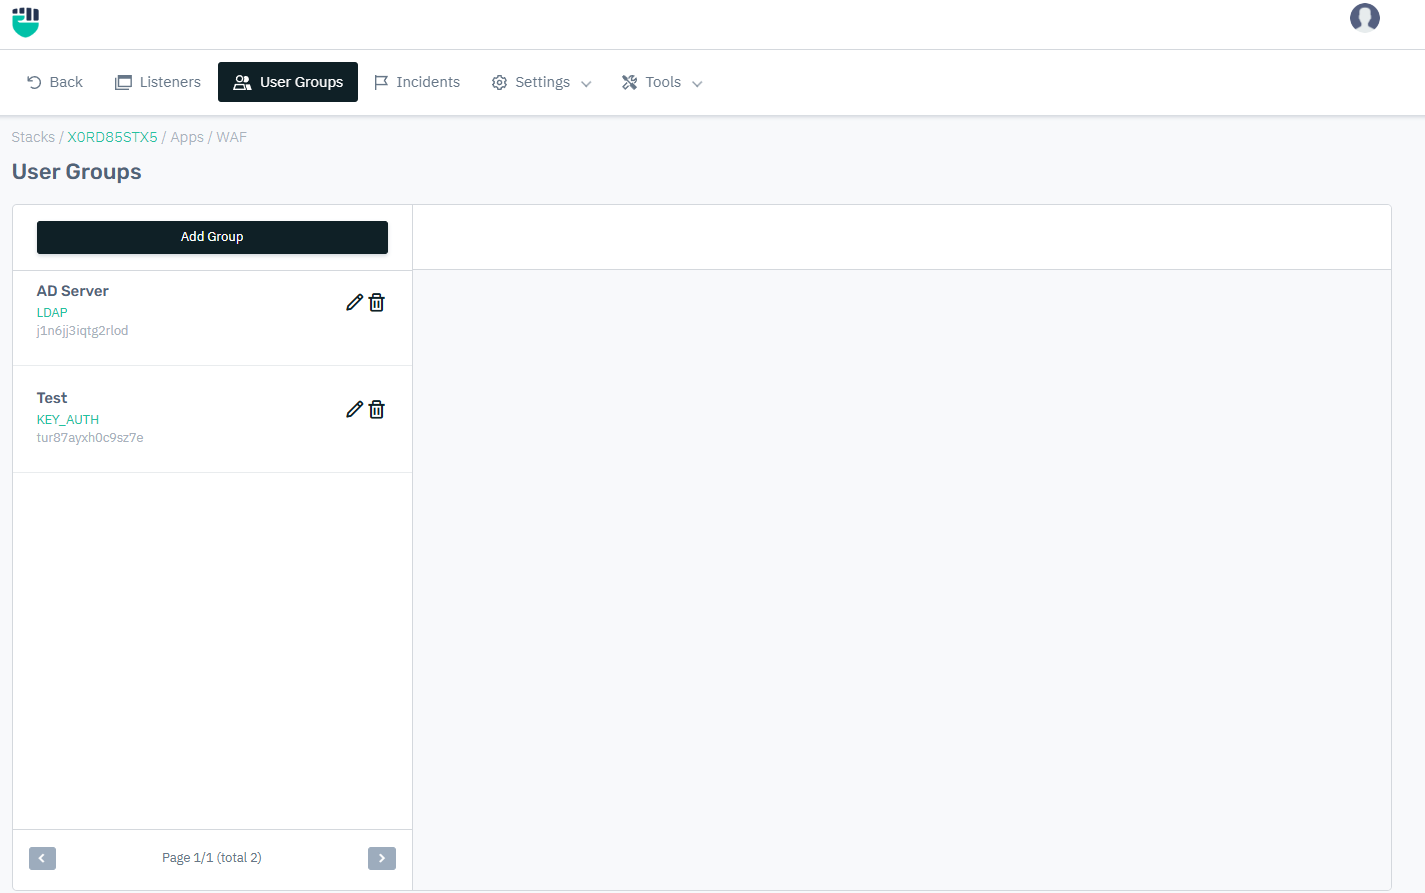 Back Listeners User Groups Incidents Settings Tools
Stacks / X0RD85STX5 / Apps / WAF
User Groups
Add Group
AD Server
LDAP
j1n6jj3iqtg2rlod
Test
KEY_AUTH
tur87ayxh0c9sz7e
Page 1/1 (total 2)